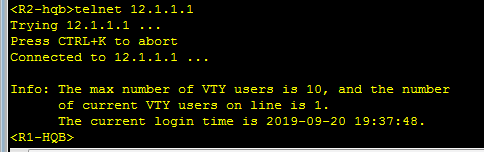 <R2-hqb>telnet 12.1.1.1
Trying 12.1.1.1 ...
Press CTRL+K to abort
Connected to 12.1.1.1 ...
Info: The max number of VTY users is 10, and the number
of current VTY users on line is 1.
The current login time is 2019-09-20 19:37:48.
<R1-HQB>